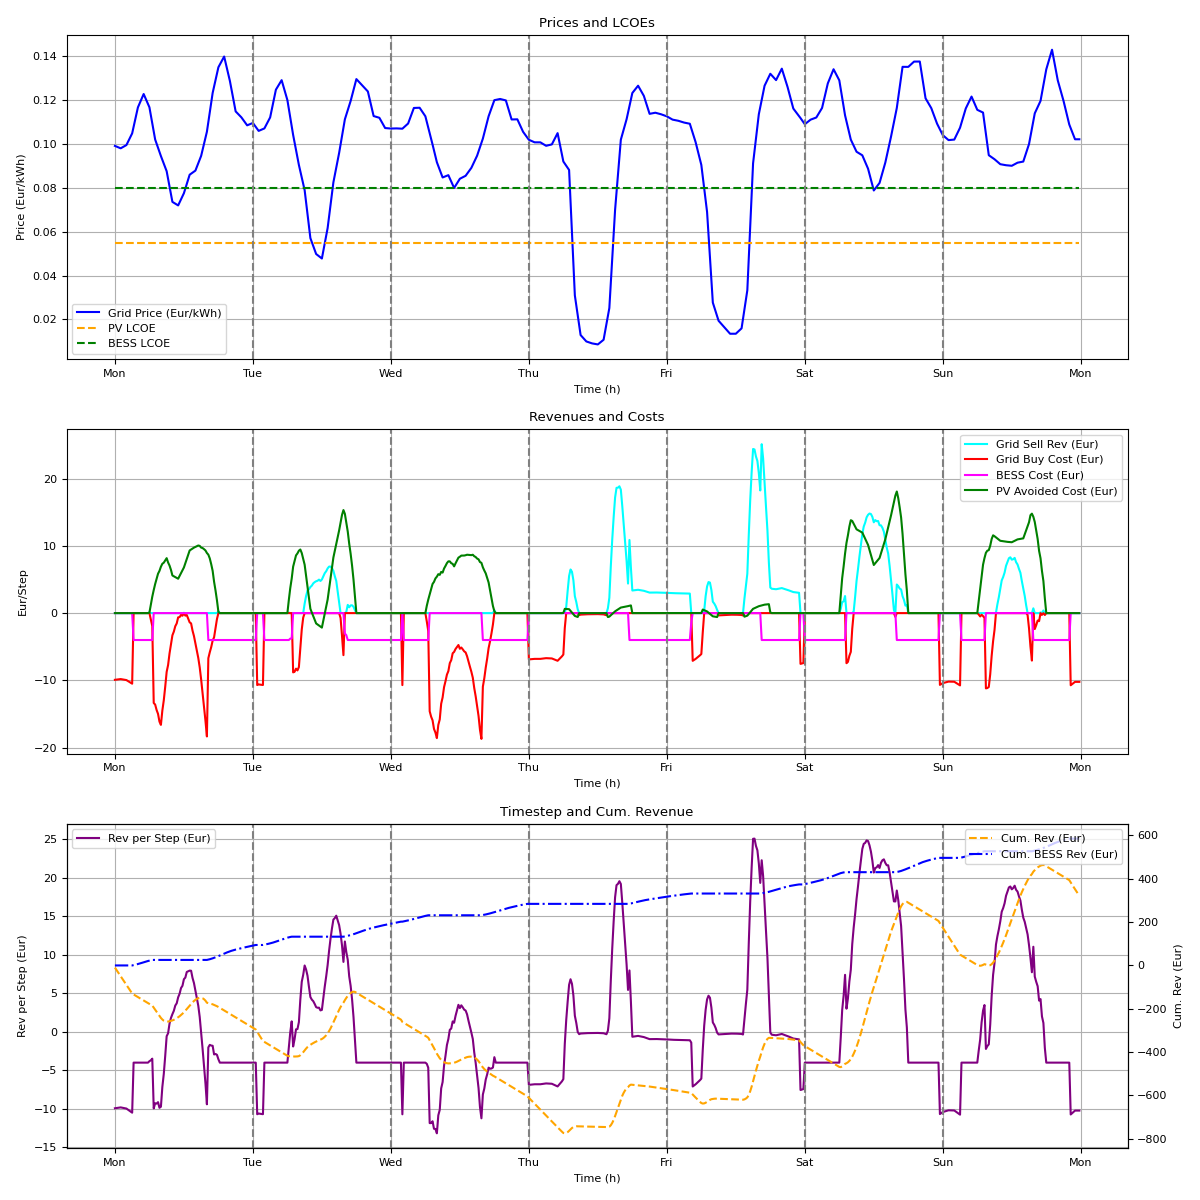 Prices and LCOEs
Price (Eur/kWh)
0.14
0.12
0.10
0.08
0.06
0.04
0.02
Grid Price (Eur/kWh)
PV LCOE
BESS LCOE
Mon Tue Wed Thu Fri Sat Sun Mon
Time (h)
Revenues and Costs
Eur/Step
20
10
0
−10
−20
Grid Sell Rev (Eur)
Grid Buy Cost (Eur)
BESS Cost (Eur)
PV Avoided Cost (Eur)
Mon Tue Wed Thu Fri Sat Sun Mon
Time (h)
Timestep and Cum. Revenue
Rev per Step (Eur)
25
20
15
10
5
0
−5
−10
−15
Rev per Step (Eur)
Cum. Rev (Eur)
Cum. BESS Rev (Eur)
600
400
200
0
−200
−400
−600
−800
Cum. Rev (Eur)
Mon Tue Wed Thu Fri Sat Sun Mon
Time (h)